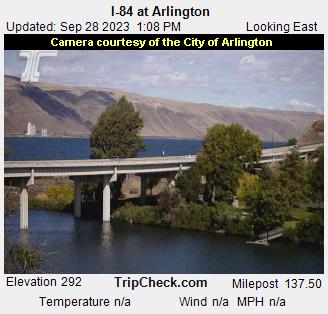 I-84 at Arlington
Updated: Sep 28 2023 1:08 PM Looking East
Camera courtesy of the City of Arlington
Elevation 292 TripCheck.com Milepost 137.50
Temperature n/a Wind n/a MPH n/a